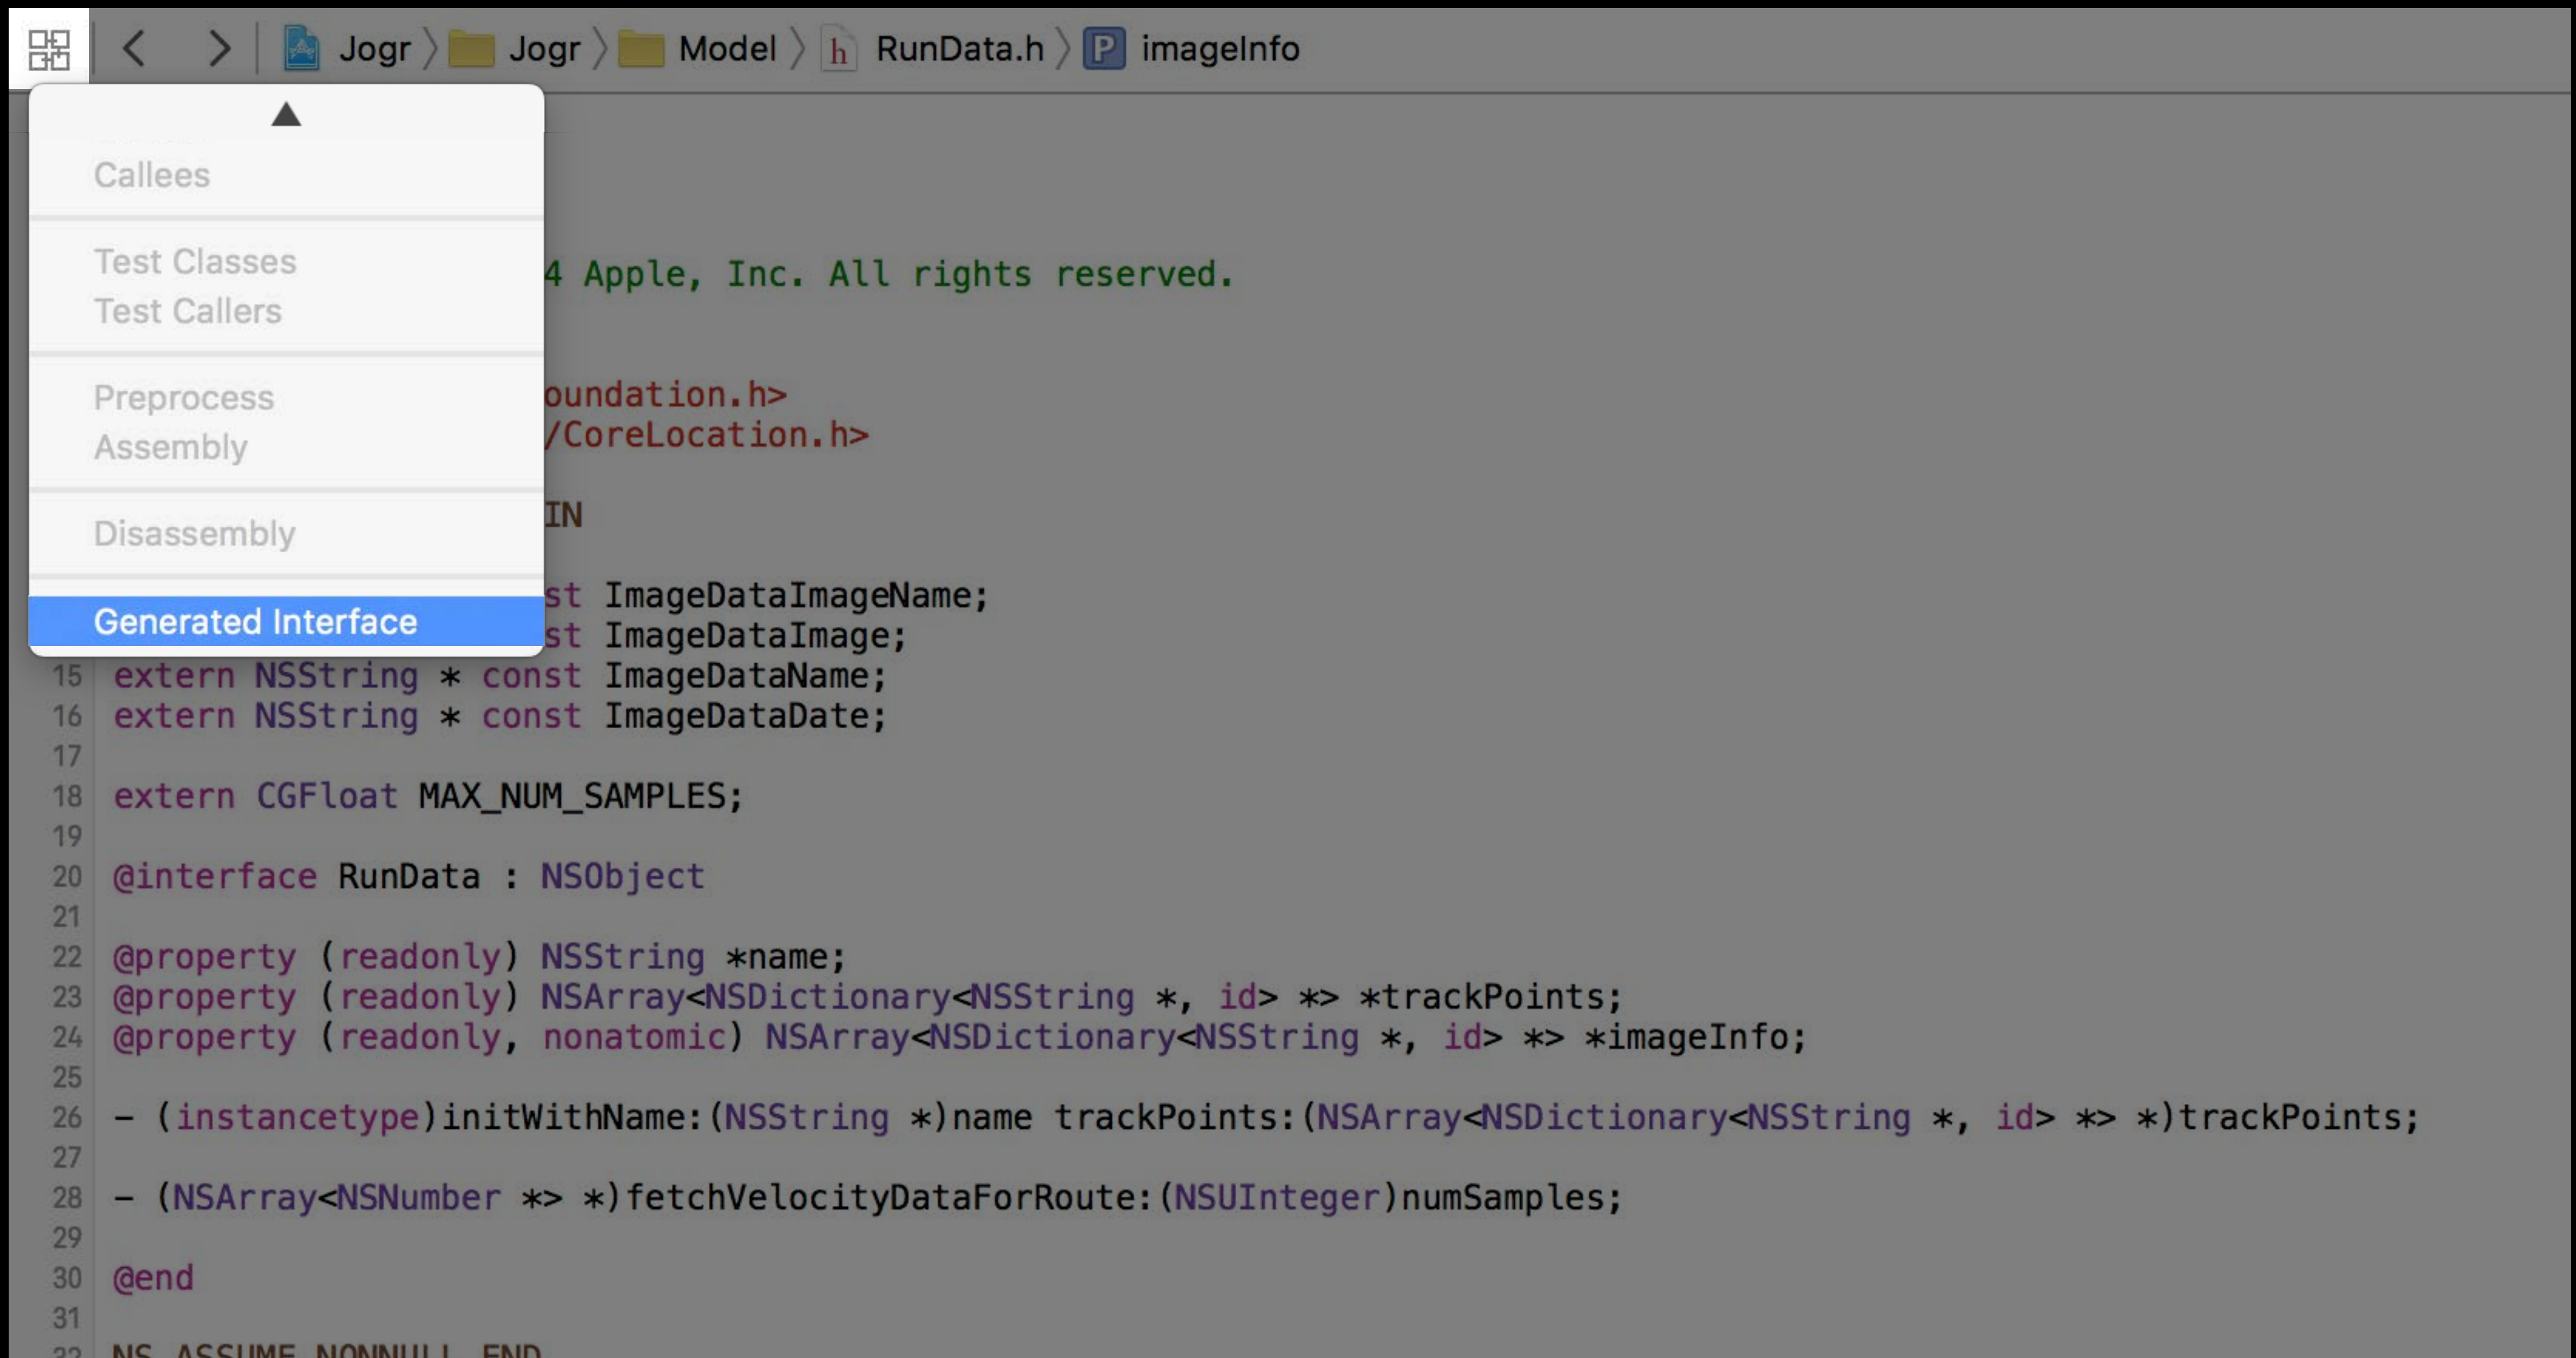 Jogr Jogr Model h RunData.h P imageInfo
Callees
Test Classes
Test Callers
Preprocess
Assembly
Disassembly
Generated Interface
4 Apple, Inc. All rights reserved.
oundation.h>
/CoreLocation.h>
IN
st ImageDataImageName;
st ImageDataImage;
15 extern NSString * const ImageDataName;
16 extern NSString * const ImageDataDate;
17
18 extern CGFloat MAX_NUM_SAMPLES;
19
20 @interface RunData : NSObject
21
22 @property (readonly) NSString *name;
23 @property (readonly) NSArray<NSDictionary<NSString *, id> *> *trackPoints;
24 @property (readonly, nonatomic) NSArray<NSDictionary<NSString *, id> *> *imageInfo;
25
26 - (instancetype)initWithName:(NSString *)name trackPoints:(NSArray<NSDictionary<NSString *, id> *> *)trackPoints;
27
28 - (NSArray<NSNumber *> *)fetchVelocityDataForRoute:(NSUInteger)numSamples;
29
30 @end
31
32 NS_ASSUME_NONNULL_END